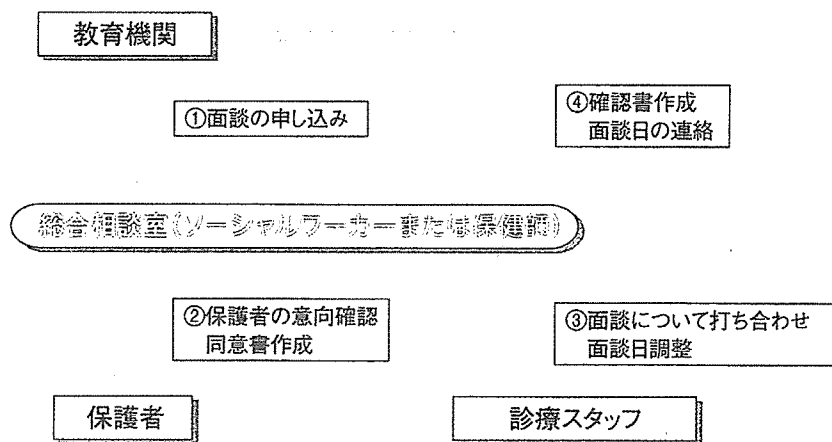 教育機関
①面談の申し込み
④確認書作成
面談日の連絡
総合相談室(ソーシャルワーカーまたは保健師)
②保護者の意向確認
同意書作成
③面談について打ち合わせ
面談日調整
保護者
診療スタッフ